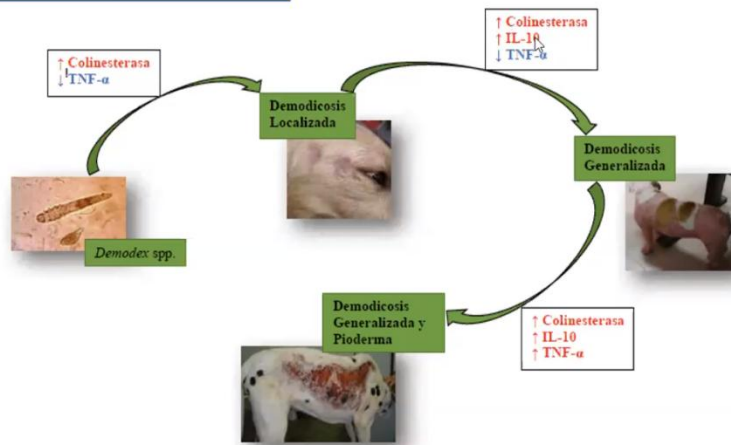 ↑ Colinesterasa
↓ TNF-α
Demodicosis
Localizada
↑ Colinesterasa
↑ IL-10
↓ TNF-α
Demodicosis
Generalizada
Demodex spp.
↑ Colinesterasa
↑ IL-10
↑ TNF-α
Demodicosis
Generalizada y
Pioderma